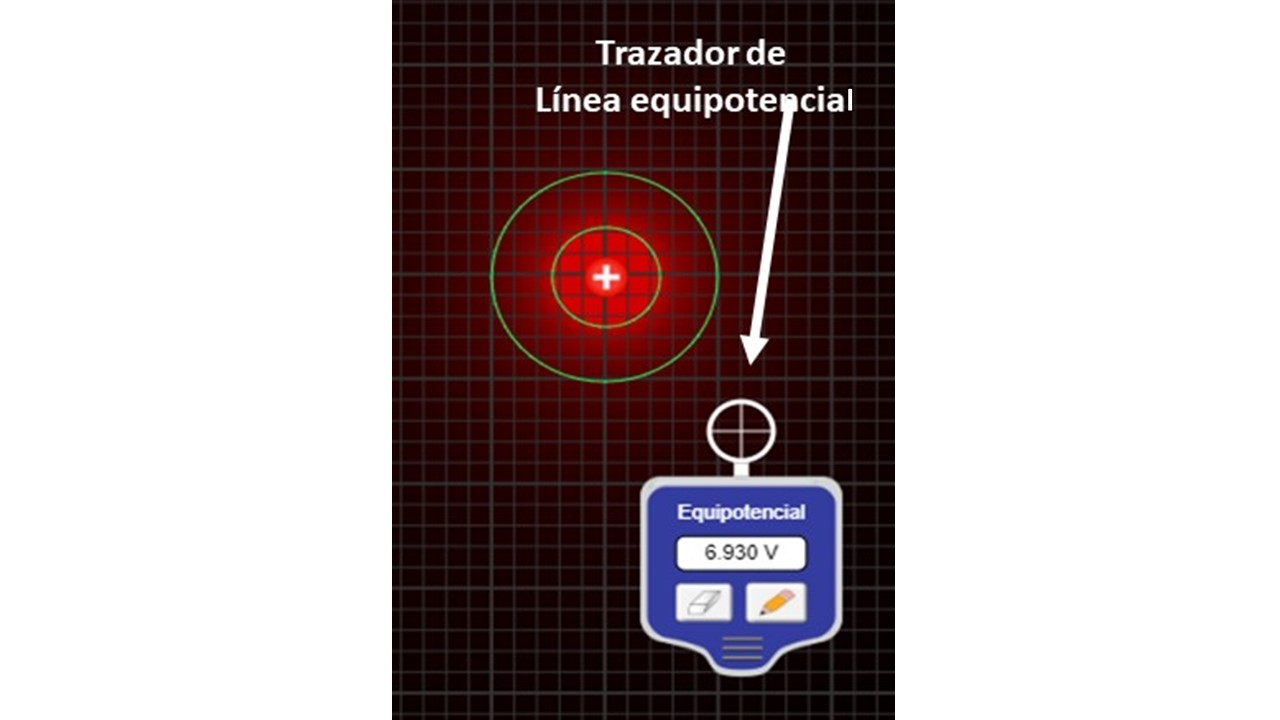 Trazador de
Línea equipotencial
+
Equipotencial
6.930 V